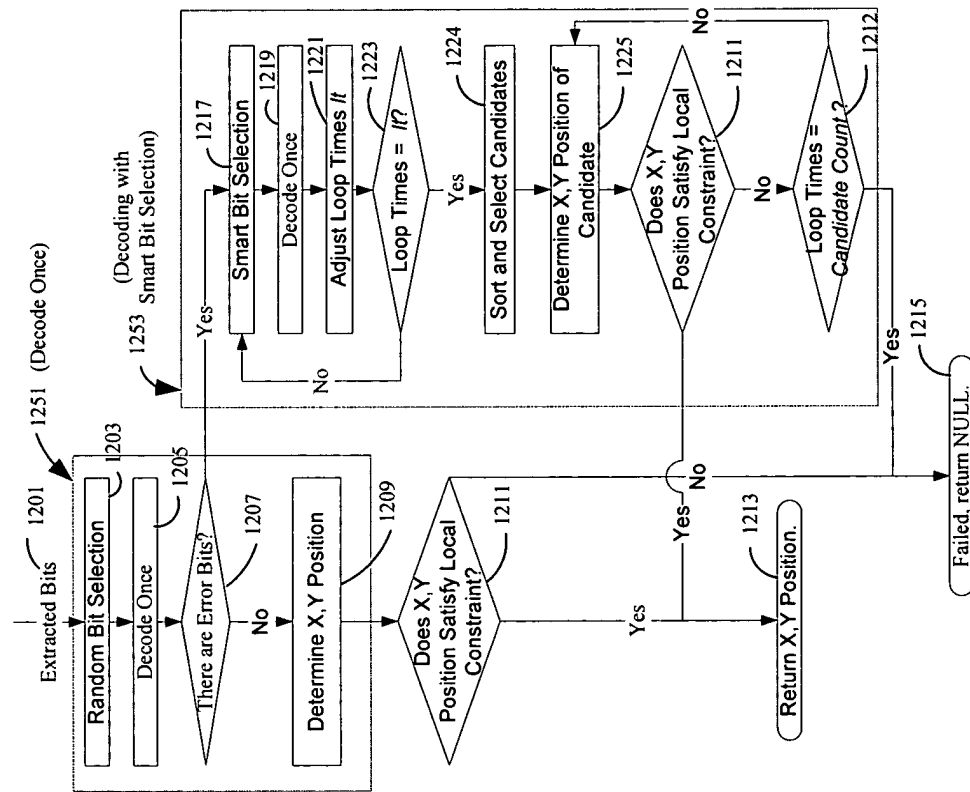 Extracted Bits
1201
1251 (Decode Once)
Random Bit Selection
1203
Decode Once
1205
There are Error Bits?
1207
Yes
No
Determine X,Y Position
1209
Does X,Y
Position Satisfy Local
Constraint?
1211
Yes
No
Return X,Y Position.
1213
1253
(Decoding with
Smart Bit Selection)
Smart Bit Selection
1217
Decode Once
1219
Adjust Loop Times lt
1221
Loop Times = lt?
1223
No
Yes
Sort and Select Candidates
1224
Determine X,Y Position of
Candidate
1225
Does X,Y
Position Satisfy Local
Constraint?
1211
Yes
No
Loop Times =
Candidate Count ?
1212
No
Yes
Failed, return NULL.
1215